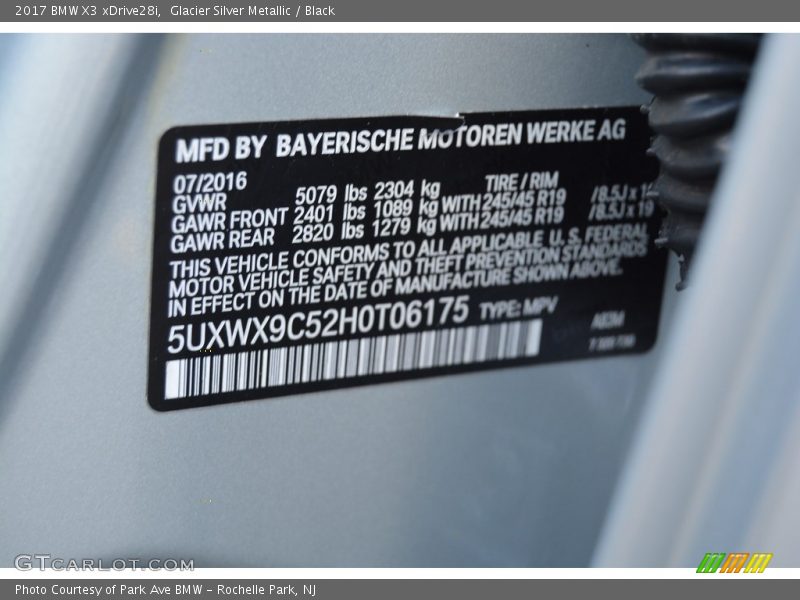 2017 BMW X3 xDrive28i, Glacier Silver Metallic / Black
MFD BY BAYERISCHE MOTOREN WERKE AG
07/2016 TIRE / RIM
GVWR 5079 lbs 2304 kg
GAWR FRONT 2401 lbs 1089 kg WITH 245/45 R19 /8.5J x
GAWR REAR 2820 lbs 1279 kg WITH 245/45 R19 /8.5J x 19
THIS VEHICLE CONFORMS TO ALL APPLICABLE U. S. FEDERAL
MOTOR VEHICLE SAFETY AND THEFT PREVENTION STANDARDS
IN EFFECT ON THE DATE OF MANUFACTURE SHOWN ABOVE.
5UXWX9C52H0T06175 TYPE: MPV
GTCARLOT.COM
Photo Courtesy of Park Ave BMW - Rochelle Park, NJ